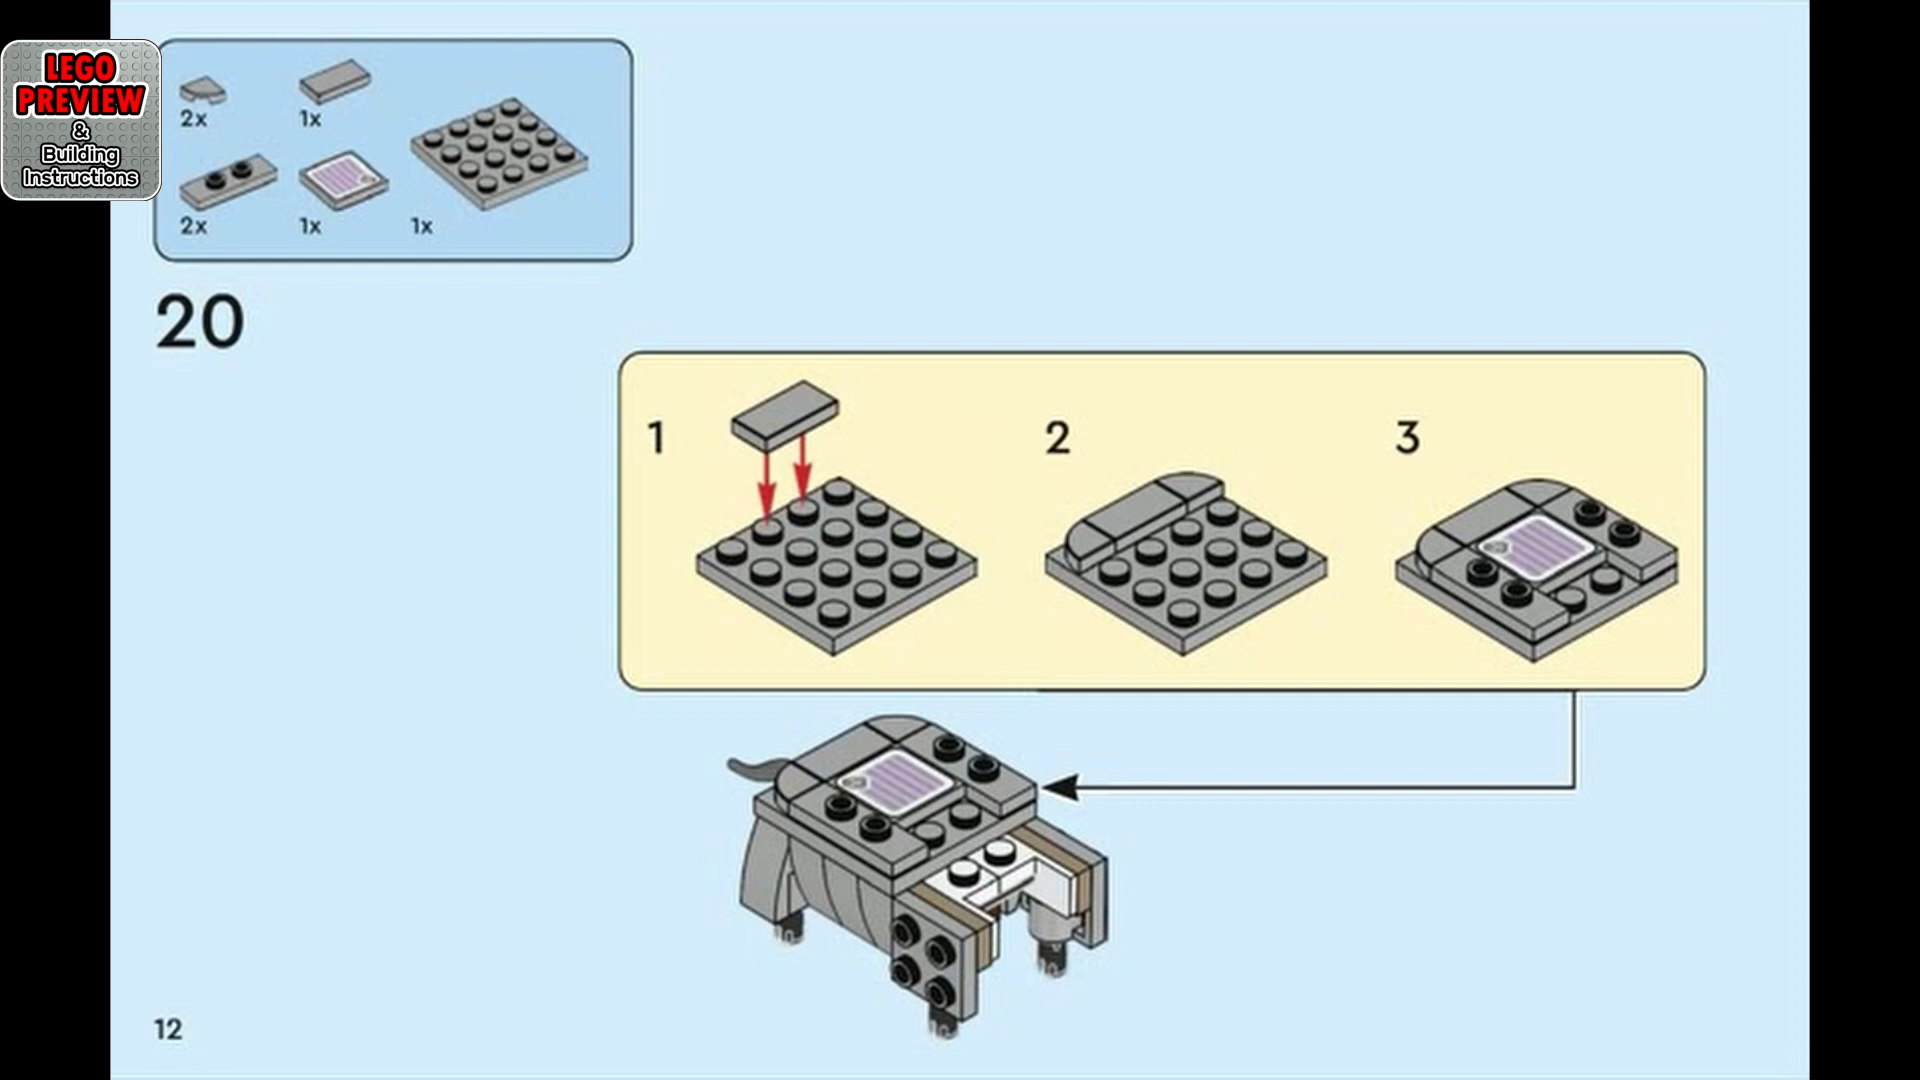 LEGO
PREVIEW
&
Building
Instructions
2x
1x
2x
1x
1x
20
1
2
3
12